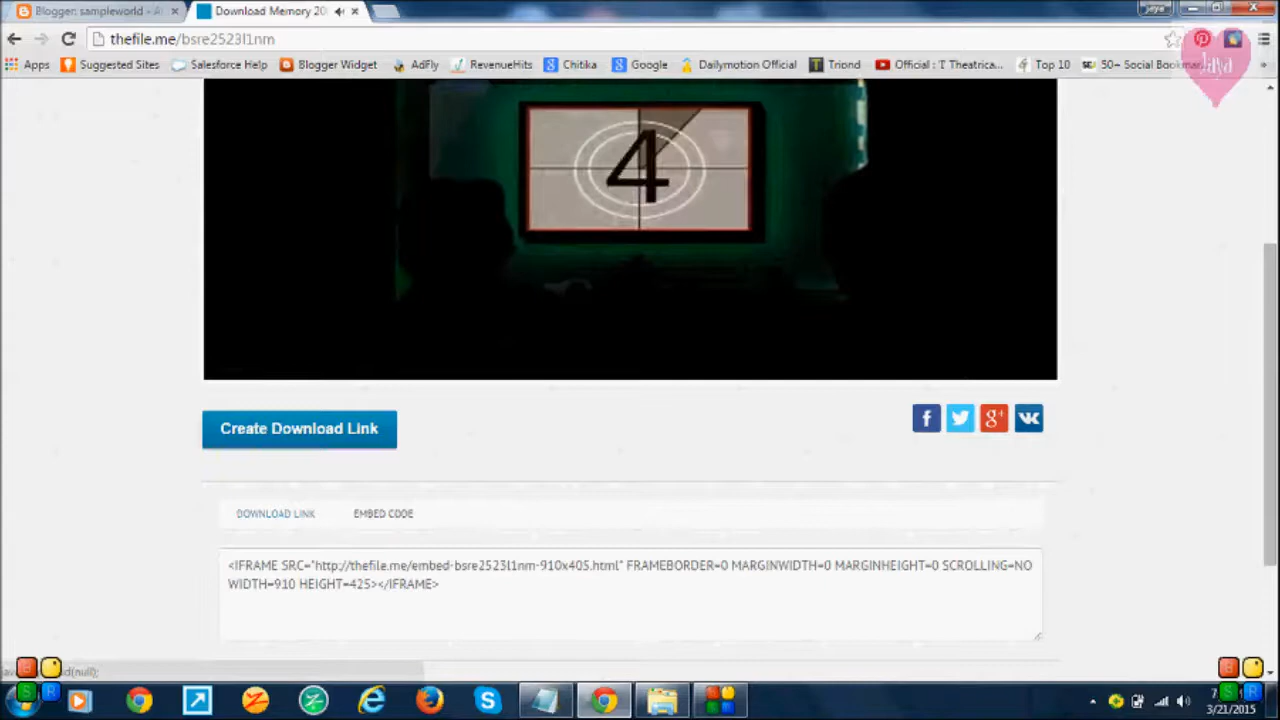 Blogger: sampleworld - A
Download Memory 20
Jaya
thefile.me/bsre2523l1nm
Apps Suggested Sites Salesforce Help Blogger Widget AdFly RevenueHits Chitika Google Dailymotion Official Triond Official : T Theatrica... Top 10 50+ Social Bookmar
Jaya
4
Create Download Link
DOWNLOAD LINK EMBED CODE
<IFRAME SRC="http://thefile.me/embed-bsre2523l1nm-910x405.html" FRAMEBORDER=0 MARGINWIDTH=0 MARGINHEIGHT=0 SCROLLING=NO
WIDTH=910 HEIGHT=425></IFRAME>
3/21/2015